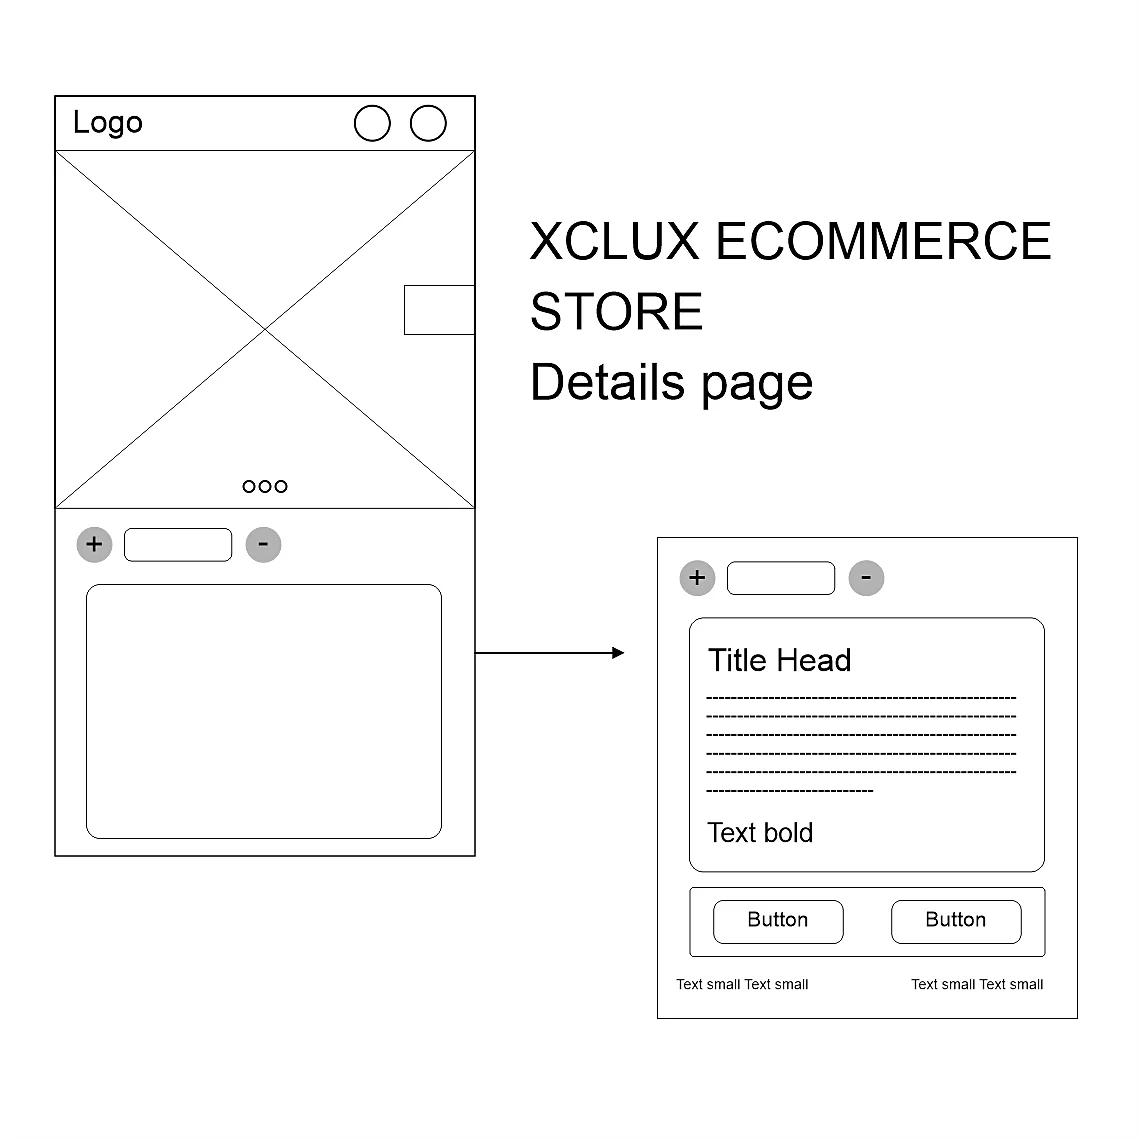 Logo
XCLUX ECOMMERCE
STORE
Details page
+ -
+ -
Title Head
Text bold
Button Button
Text small Text small Text small Text small